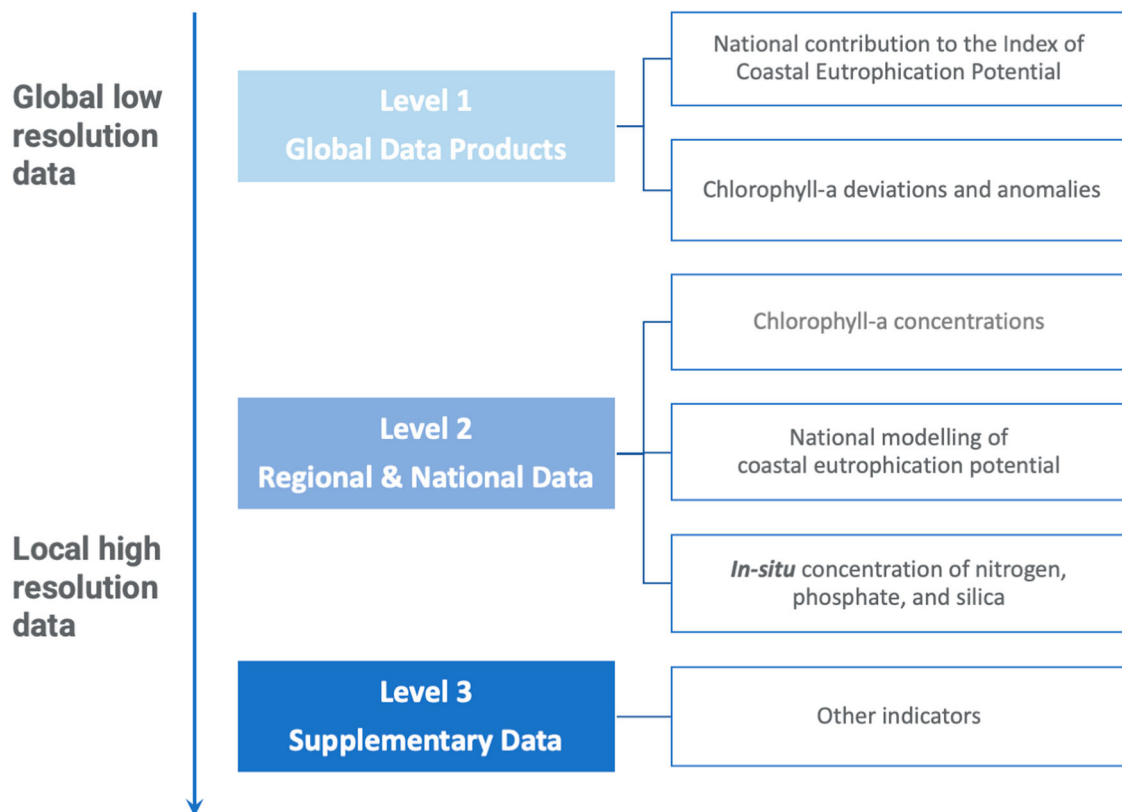 Global low
resolution
data
Local high
resolution
data
Level 1
Global Data Products
National contribution to the Index of
Coastal Eutrophication Potential
Chlorophyll-a deviations and anomalies
Level 2
Regional & National Data
Chlorophyll-a concentrations
National modelling of
coastal eutrophication potential
In-situ concentration of nitrogen,
phosphate, and silica
Level 3
Supplementary Data
Other indicators